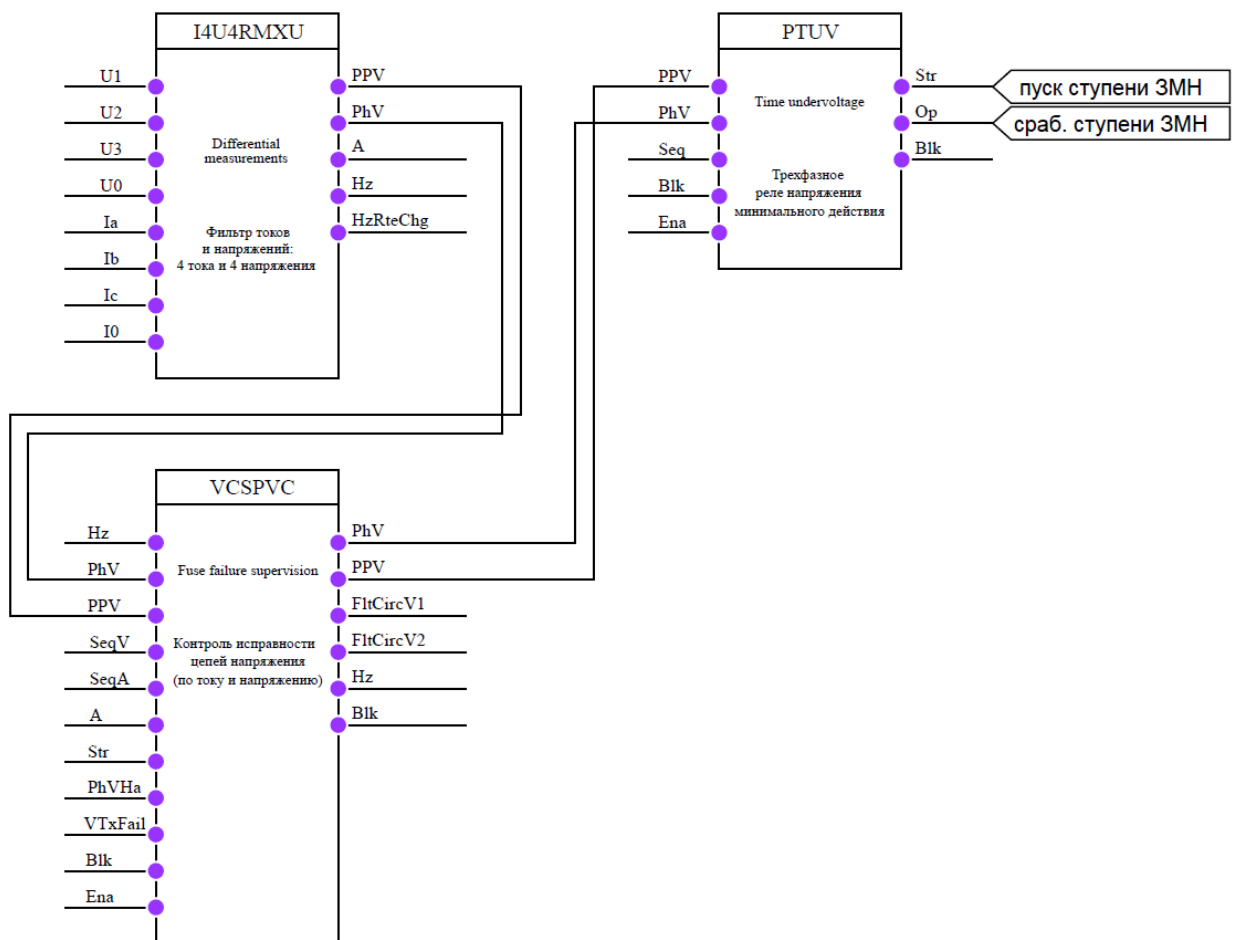 I4U4RMXU
U1
U2
U3
U0
Ia
Ib
Ic
I0
Differential
measurements
Фильтр токов
и напряжений:
4 тока и 4 напряжения
PPV
PhV
A
Hz
HzRteChg
PTUV
PPV
PhV
Seq
Blk
Ena
Time undervoltage
Трехфазное
реле напряжения
минимального действия
Str
Op
Blk
пуск ступени ЗМН
сраб. ступени ЗМН
VCSPVC
Hz
PhV
PPV
SeqV
SeqA
A
Str
PhVHa
VTxFail
Blk
Ena
Fuse failure supervision
Контроль исправности
цепей напряжения
(по току и напряжению)
PhV
PPV
FltCircV1
FltCircV2
Hz
Blk